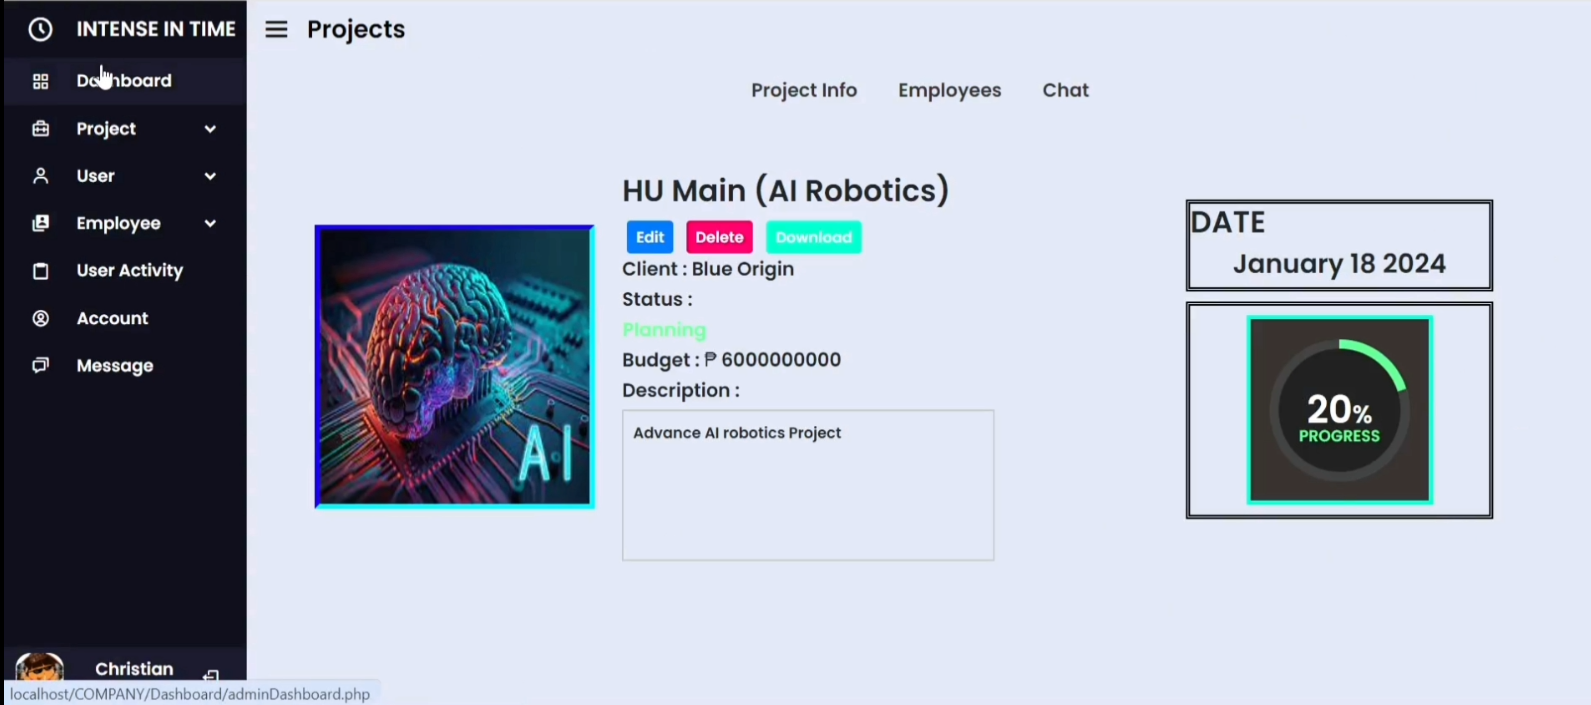 INTENSE IN TIME
Projects
Dashboard
Project
User
Employee
User Activity
Account
Message
Christian
localhost/COMPANY/Dashboard/adminDashboard.php
Project Info Employees Chat
HU Main (AI Robotics)
Edit Delete Download
Client : Blue Origin
Status :
Planning
Budget : ₱ 6000000000
Description :
Advance AI robotics Project
AI
DATE
January 18 2024
20%
PROGRESS